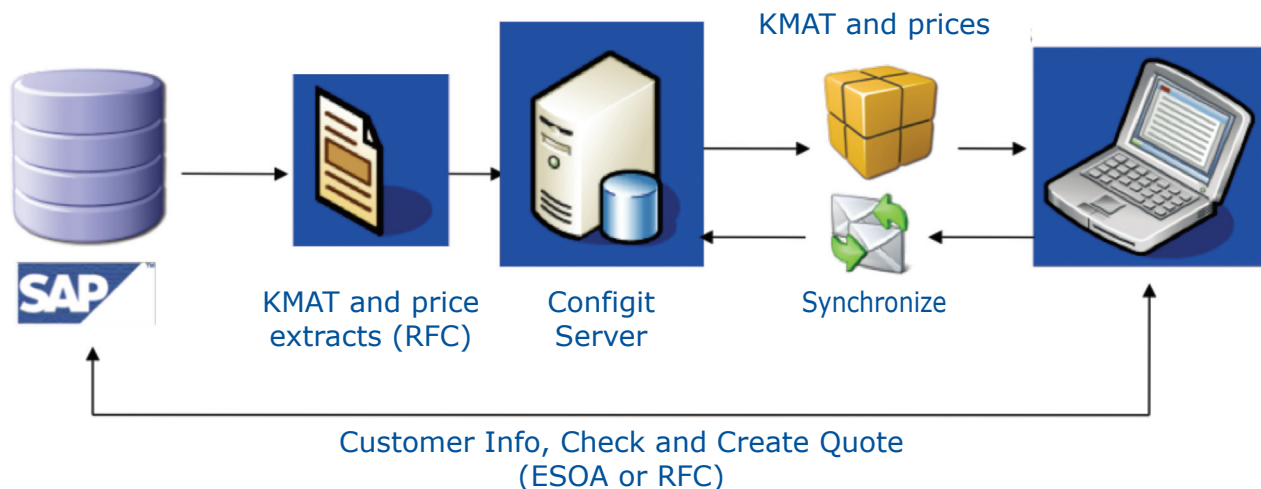 KMAT and prices
SAP
TM
KMAT and price
extracts (RFC)
Configit
Server
Synchronize
Customer Info, Check and Create Quote
(ESOA or RFC)